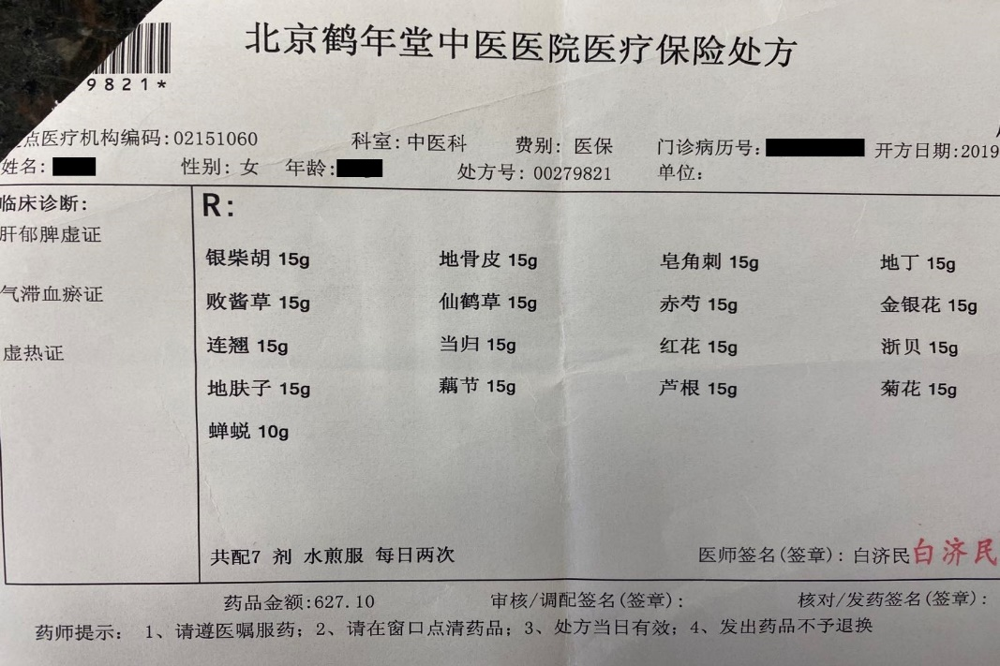 北京鹤年堂中医医院医疗保险处方
9821*
点医疗机构编码:02151060 科室: 中医科 费别: 医保 门诊病历号: 开方日期:2019
姓名: 性别: 女 年龄: 处方号: 00279821 单位:
临床诊断:
肝郁脾虚证
气滞血瘀证
虚热证
R:
银柴胡 15g 地骨皮 15g 皂角刺 15g 地丁 15g
败酱草 15g 仙鹤草 15g 赤芍 15g 金银花 15g
连翘 15g 当归 15g 红花 15g 浙贝 15g
地肤子 15g 藕节 15g 芦根 15g 菊花 15g
蝉蜕 10g
共配7 剂 水煎服 每日两次 医师签名(签章): 白济民 白济民
药品金额:627.10 审核/调配签名(签章): 核对/发药签名(签章):
药师提示: 1、请遵医嘱服药; 2、请在窗口点清药品; 3、处方当日有效; 4、发出药品不予退换